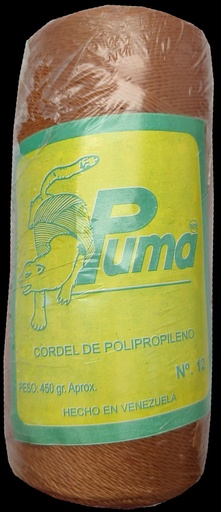 Puma
CORDEL DE POLIPROPILENO
Nº. 12
PESO: 450 gr. Aprox.
HECHO EN VENEZUELA